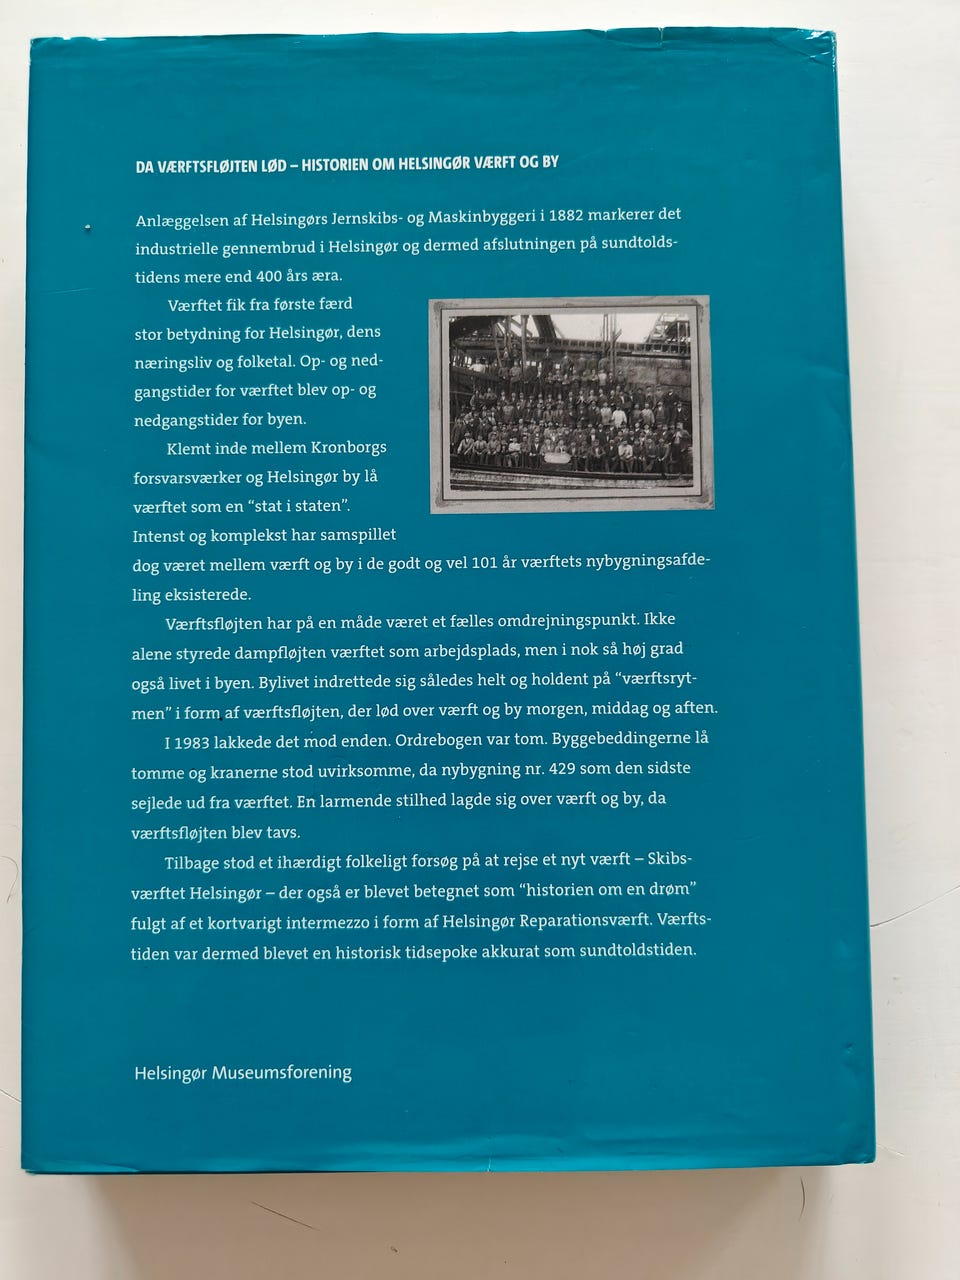 DA VÆRFTSFLØJTEN LØD – HISTORIEN OM HELSINGØR VÆRFT OG BY
Anlæggelsen af Helsingørs Jernskibs- og Maskinbyggeri i 1882 markerer det
industrielle gennembrud i Helsingør og dermed afslutningen på sundtolds-
tidens mere end 400 års æra.
Værftet fik fra første færd
stor betydning for Helsingør, dens
næringsliv og folketal. Op- og ned-
gangstider for værftet blev op- og
nedgangstider for byen.
Klemt inde mellem Kronborgs
forsvarsværker og Helsingør by lå
værftet som en “stat i staten”.
Intenst og komplekst har samspillet
dog været mellem værft og by i de godt og vel 101 år værftets nybygningsafde-
ling eksisterede.
Værftsfløjten har på en måde været et fælles omdrejningspunkt. Ikke
alene styrede dampfløjten værftet som arbejdsplads, men i nok så høj grad
også livet i byen. Bylivet indrettede sig således helt og holdent på “værftsryt-
men” i form af værftsfløjten, der lød over værft og by morgen, middag og aften.
I 1983 lakkede det mod enden. Ordrebogen var tom. Byggebeddingerne lå
tomme og kranerne stod uvirksomme, da nybygning nr. 429 som den sidste
sejlede ud fra værftet. En larmende stilhed lagde sig over værft og by, da
værftsfløjten blev tavs.
Tilbage stod et ihærdigt folkeligt forsøg på at rejse et nyt værft – Skibs-
værftet Helsingør – der også er blevet betegnet som “historien om en drøm”
fulgt af et kortvarigt intermezzo i form af Helsingør Reparationsværft. Værfts-
tiden var dermed blevet en historisk tidsepoke akkurat som sundtoldstiden.
Helsingør Museumsforening